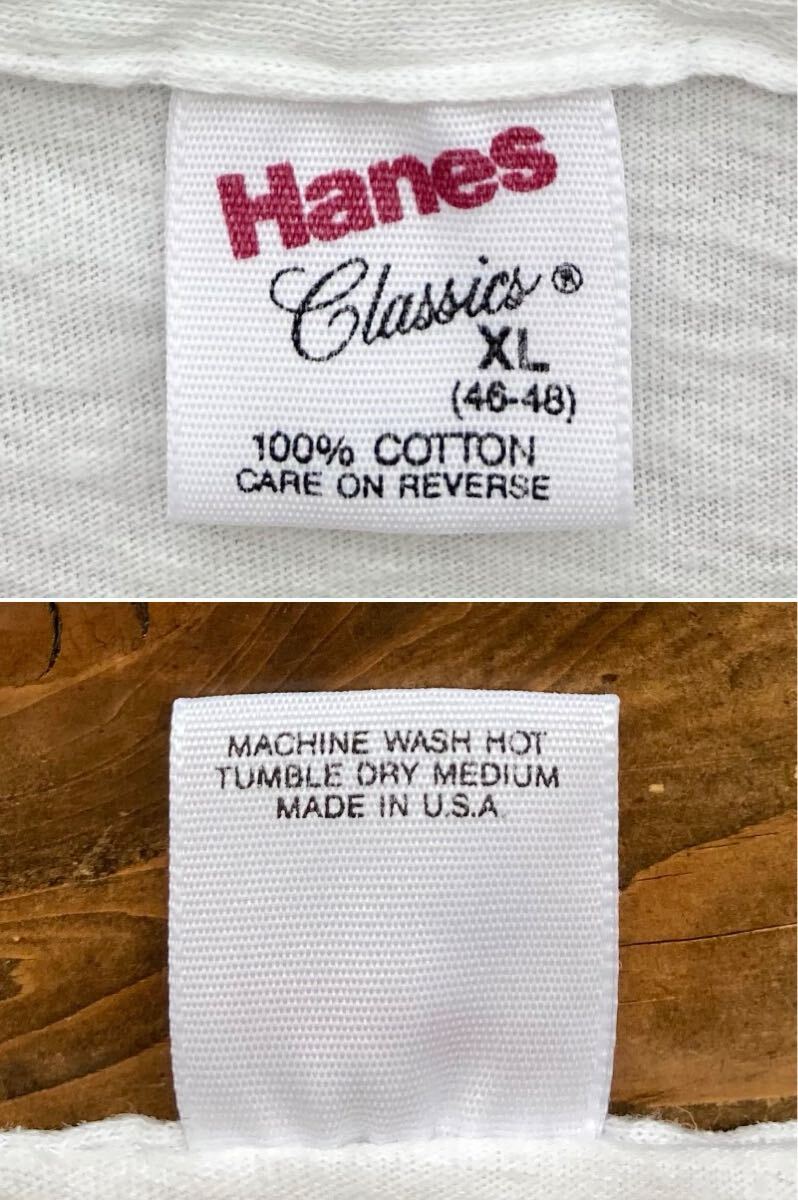 Hanes
Classics ®
XL
(46-48)
100% COTTON
CARE ON REVERSE
MACHINE WASH HOT
TUMBLE DRY MEDIUM
MADE IN U.S.A.